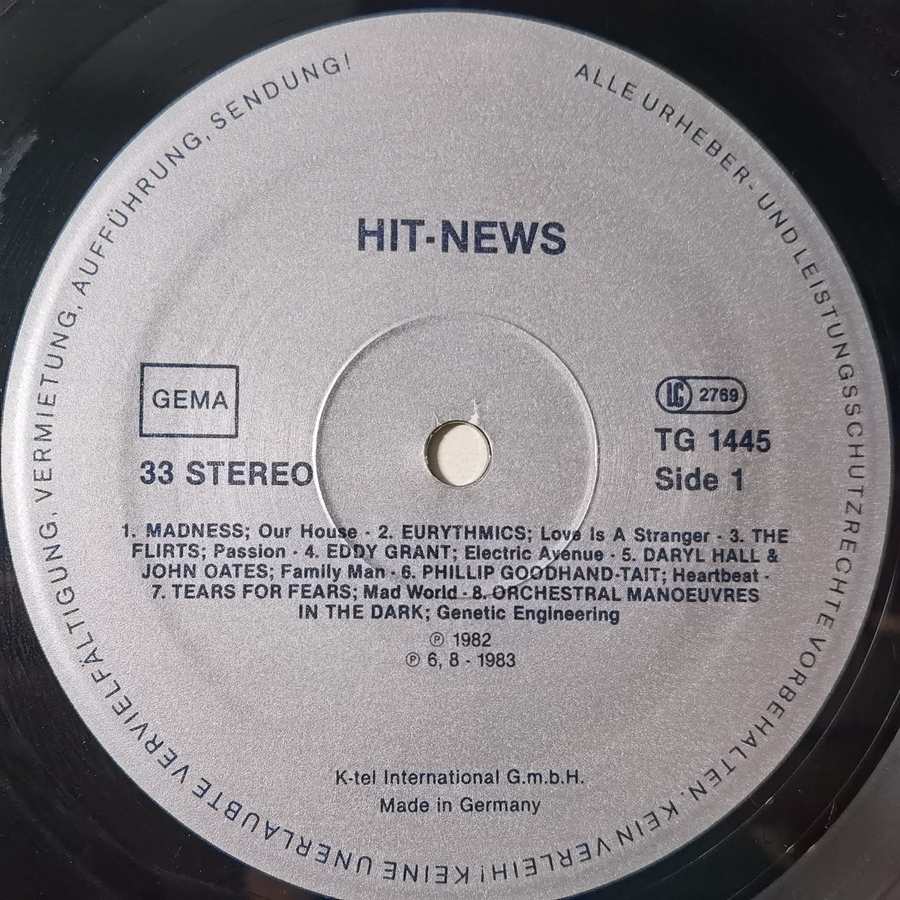 ALLE URHEBER- UND LEISTUNGSSCHUTZRECHTE VORBEHALTEN. KEIN VERLEIH! KEINE UNERLAUBTE VERVIELFÄLTIGUNG, VERMIETUNG, AUFFÜHRUNG, SENDUNG!
HIT-NEWS
GEMA
33 STEREO
LC 2769
TG 1445
Side 1
1. MADNESS; Our House · 2. EURYTHMICS; Love Is A Stranger · 3. THE
FLIRTS; Passion · 4. EDDY GRANT; Electric Avenue · 5. DARYL HALL &
JOHN OATES; Family Man · 6. PHILLIP GOODHAND-TAIT; Heartbeat ·
7. TEARS FOR FEARS; Mad World · 8. ORCHESTRAL MANOEUVRES
IN THE DARK; Genetic Engineering
℗ 1982
℗ 6, 8 - 1983
K-tel International G.m.b.H.
Made in Germany